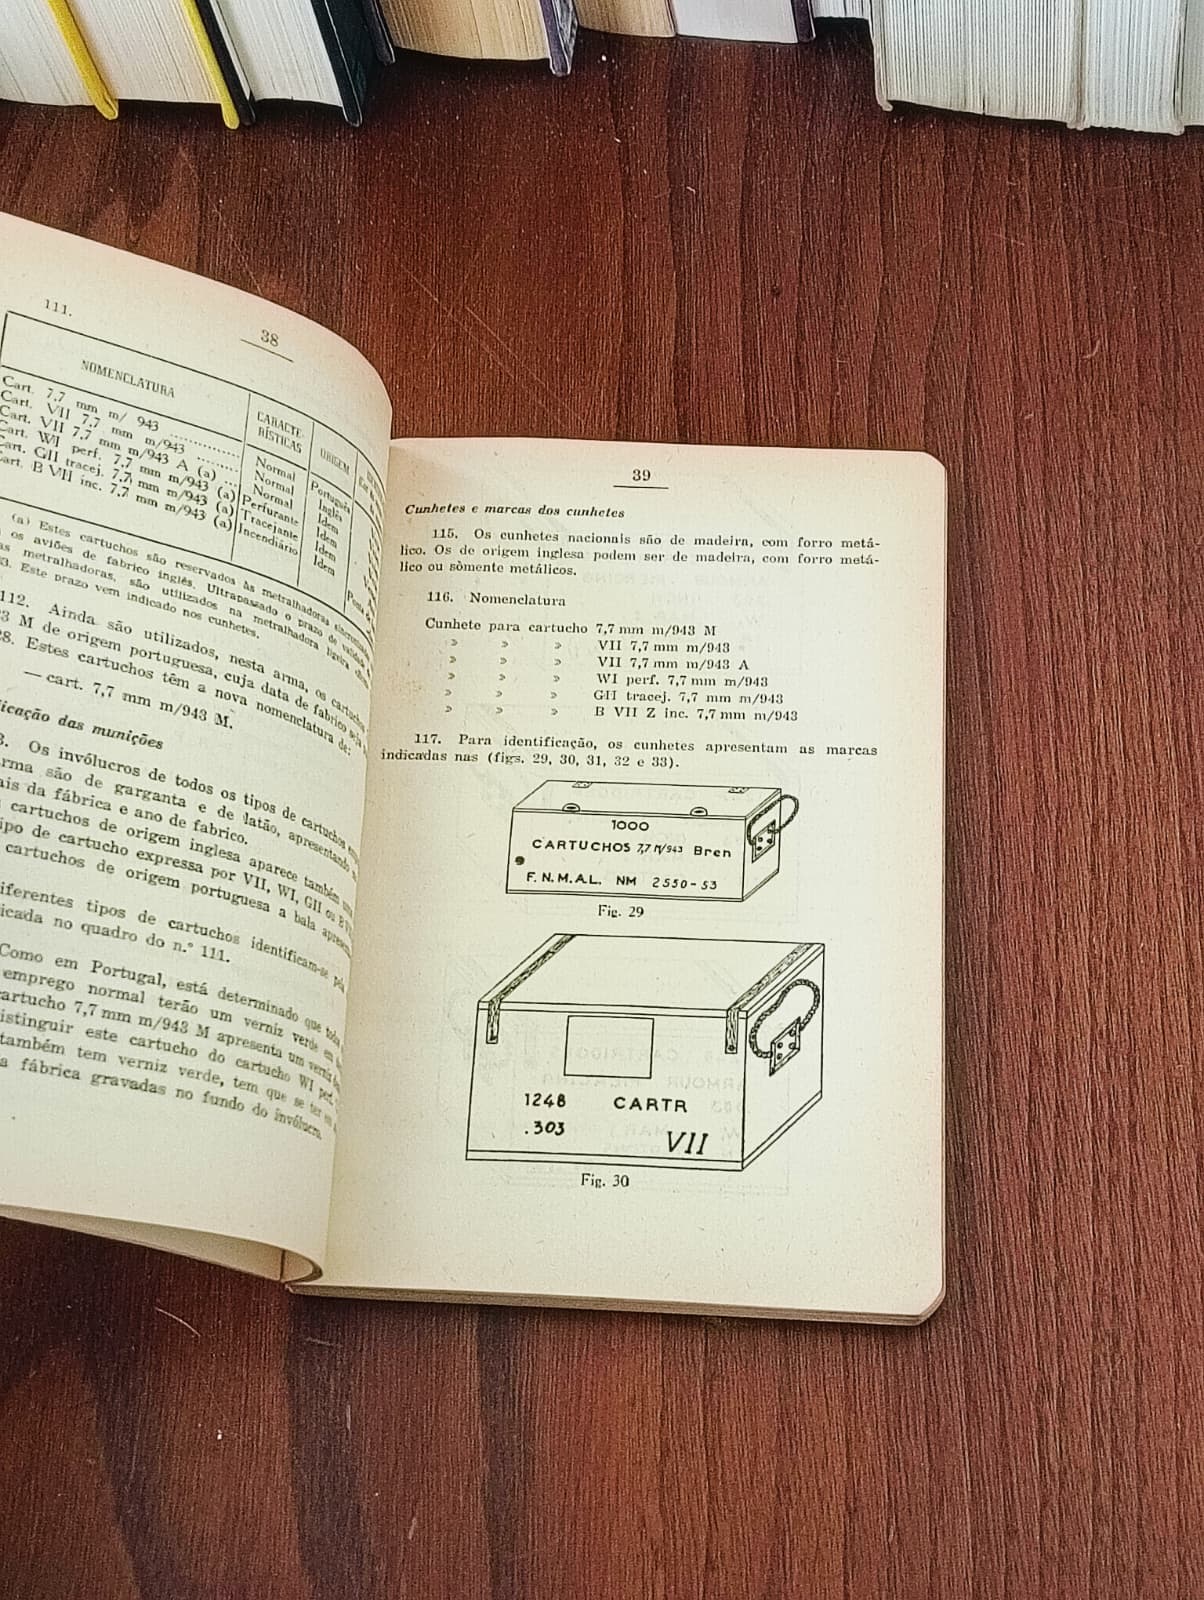 111.
38
NOMENCLATURA
CARACTE-
RÍSTICAS
ORIGEM
Cart. 7,7 mm m/ 943 ............ Normal Português
Cart. VII 7,7 mm m/943 ......... Normal Inglês
Cart. VII 7,7 mm m/943 A (a) ... Normal Idem
Cart. WI perf. 7,7 mm m/943 (a) Perfurante Idem
Cart. GII tracej. 7,7 mm m/943 (a) Tracejante Idem
Cart. B VII inc. 7,7 mm m/943 (a) Incendiário Idem
(a) Estes cartuchos são reservados às metralhadoras
os aviões de fabrico inglês. Ultrapassado o prazo de validade
metralhadoras, são utilizados na metralhadora ligeira
Este prazo vem indicado nos cunhetes.
112. Ainda são utilizados, nesta arma, os cartuchos
M de origem portuguesa, cuja data de fabrico seja
Estes cartuchos têm a nova nomenclatura de:
— cart. 7,7 mm m/943 M.
das munições
Os invólucros de todos os tipos de cartuchos
são de garganta e de latão, apresentando
da fábrica e ano de fabrico.
cartuchos de origem inglesa aparece também
de cartucho expressa por VII, WI, GII ou
cartuchos de origem portuguesa a bala
tipos de cartuchos identificam-se
no quadro do n.° 111.
Como em Portugal, está determinado que
emprego normal terão um verniz verde
cartucho 7,7 mm m/943 M apresenta um verniz
distinguir este cartucho do cartucho WI perf.
também tem verniz verde, tem que se ter em
a fábrica gravadas no fundo do invólucro.
39
Cunhetes e marcas dos cunhetes
115. Os cunhetes nacionais são de madeira, com forro metá-
lico. Os de origem inglesa podem ser de madeira, com forro metá-
lico ou sòmente metálicos.
116. Nomenclatura
Cunhete para cartucho 7,7 mm m/943 M
» » » VII 7,7 mm m/943
» » » VII 7,7 mm m/943 A
» » » WI perf. 7,7 mm m/943
» » » GII tracej. 7,7 mm m/943
» » » B VII Z inc. 7,7 mm m/943
117. Para identificação, os cunhetes apresentam as marcas
indicadas nas (figs. 29, 30, 31, 32 e 33).
1000
CARTUCHOS 7,7 M/943 Bren
F.N.M.A.L. NM 2550-53
Fig. 29
1248 CARTR
.303
VII
Fig. 30